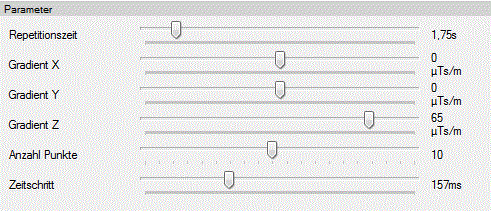 Parameter
Repetitionszeit 1,75s
Gradient X 0 µTs/m
Gradient Y 0 µTs/m
Gradient Z 65 µTs/m
Anzahl Punkte 10
Zeitschritt 157ms